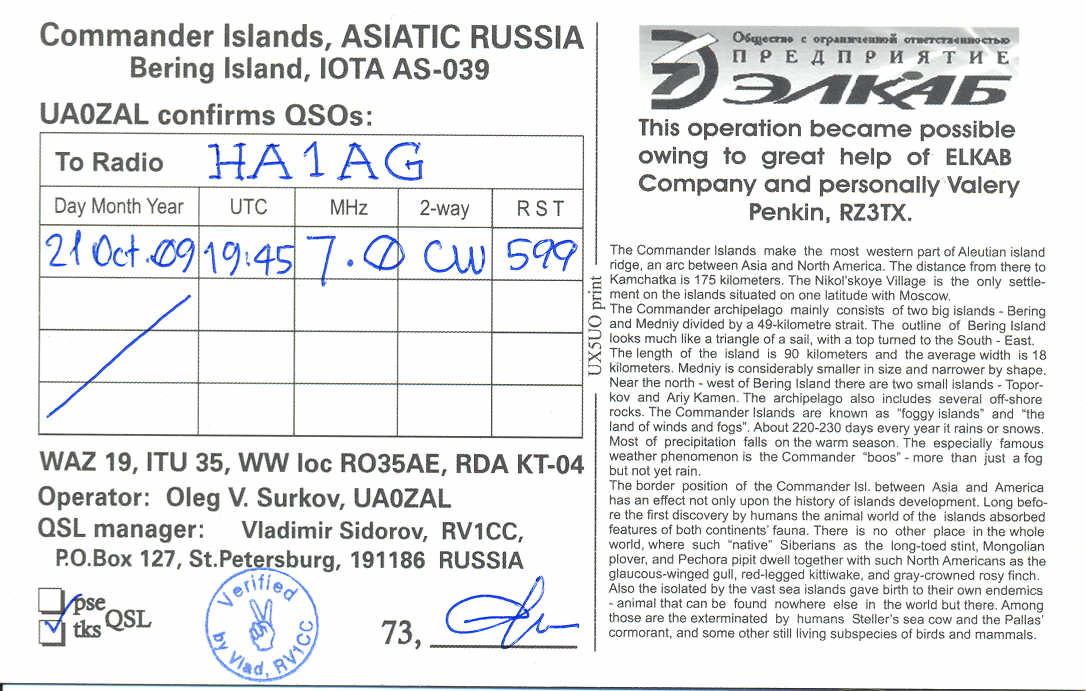 Commander Islands, ASIATIC RUSSIA
Bering Island, IOTA AS-039
UA0ZAL confirms QSOs:
To Radio HA1AG
Day Month Year UTC MHz 2-way R S T
21 Oct.09 19:45 7.0 CW 599
WAZ 19, ITU 35, WW loc RO35AE, RDA KT-04
Operator: Oleg V. Surkov, UA0ZAL
QSL manager: Vladimir Sidorov, RV1CC,
P.O.Box 127, St.Petersburg, 191186 RUSSIA
pse
tks QSL
Verified
by Vlad, RV1CC
73,
UX5UO print
Общество с ограниченной ответственностью
ПРЕДПРИЯТИЕ
ЭЛКАБ
This operation became possible
owing to great help of ELKAB
Company and personally Valery
Penkin, RZ3TX.
The Commander Islands make the most western part of Aleutian island
ridge, an arc between Asia and North America. The distance from there to
Kamchatka is 175 kilometers. The Nikol'skoye Village is the only settle-
ment on the islands situated on one latitude with Moscow.
The Commander archipelago mainly consists of two big islands - Bering
and Medniy divided by a 49-kilometre strait. The outline of Bering Island
looks much like a triangle of a sail, with a top turned to the South - East.
The length of the island is 90 kilometers and the average width is 18
kilometers. Medniy is considerably smaller in size and narrower by shape.
Near the north - west of Bering Island there are two small islands - Topor-
kov and Ariy Kamen. The archipelago also includes several off-shore
rocks. The Commander Islands are known as "foggy islands" and "the
land of winds and fogs". About 220-230 days every year it rains or snows.
Most of precipitation falls on the warm season. The especially famous
weather phenomenon is the Commander "boos" - more than just a fog
but not yet rain.
The border position of the Commander Isl. between Asia and America
has an effect not only upon the history of islands development. Long befo-
re the first discovery by humans the animal world of the islands absorbed
features of both continents' fauna. There is no other place in the whole
world, where such "native" Siberians as the long-toed stint, Mongolian
plover, and Pechora pipit dwell together with such North Americans as the
glaucous-winged gull, red-legged kittiwake, and gray-crowned rosy finch.
Also the isolated by the vast sea islands gave birth to their own endemics
- animal that can be found nowhere else in the world but there. Among
those are the exterminated by humans Steller's sea cow and the Pallas'
cormorant, and some other still living subspecies of birds and mammals.